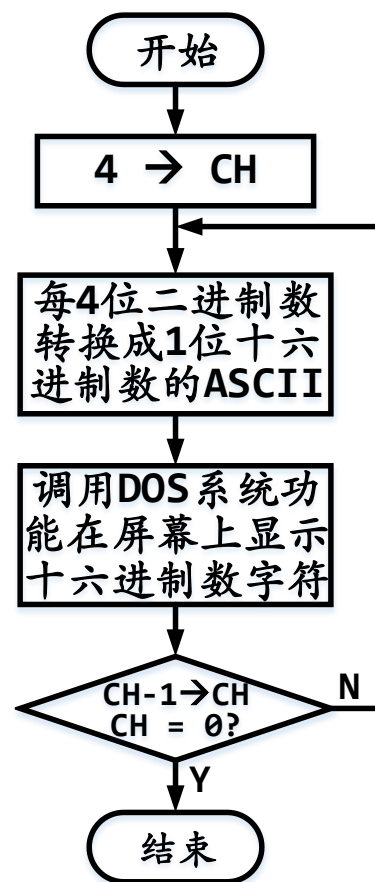 开始
4 → CH
每4位二进制数
转换成1位十六
进制数的ASCII
调用DOS系统功
能在屏幕上显示
十六进制数字符
CH-1→CH
CH = 0?
N
Y
结束